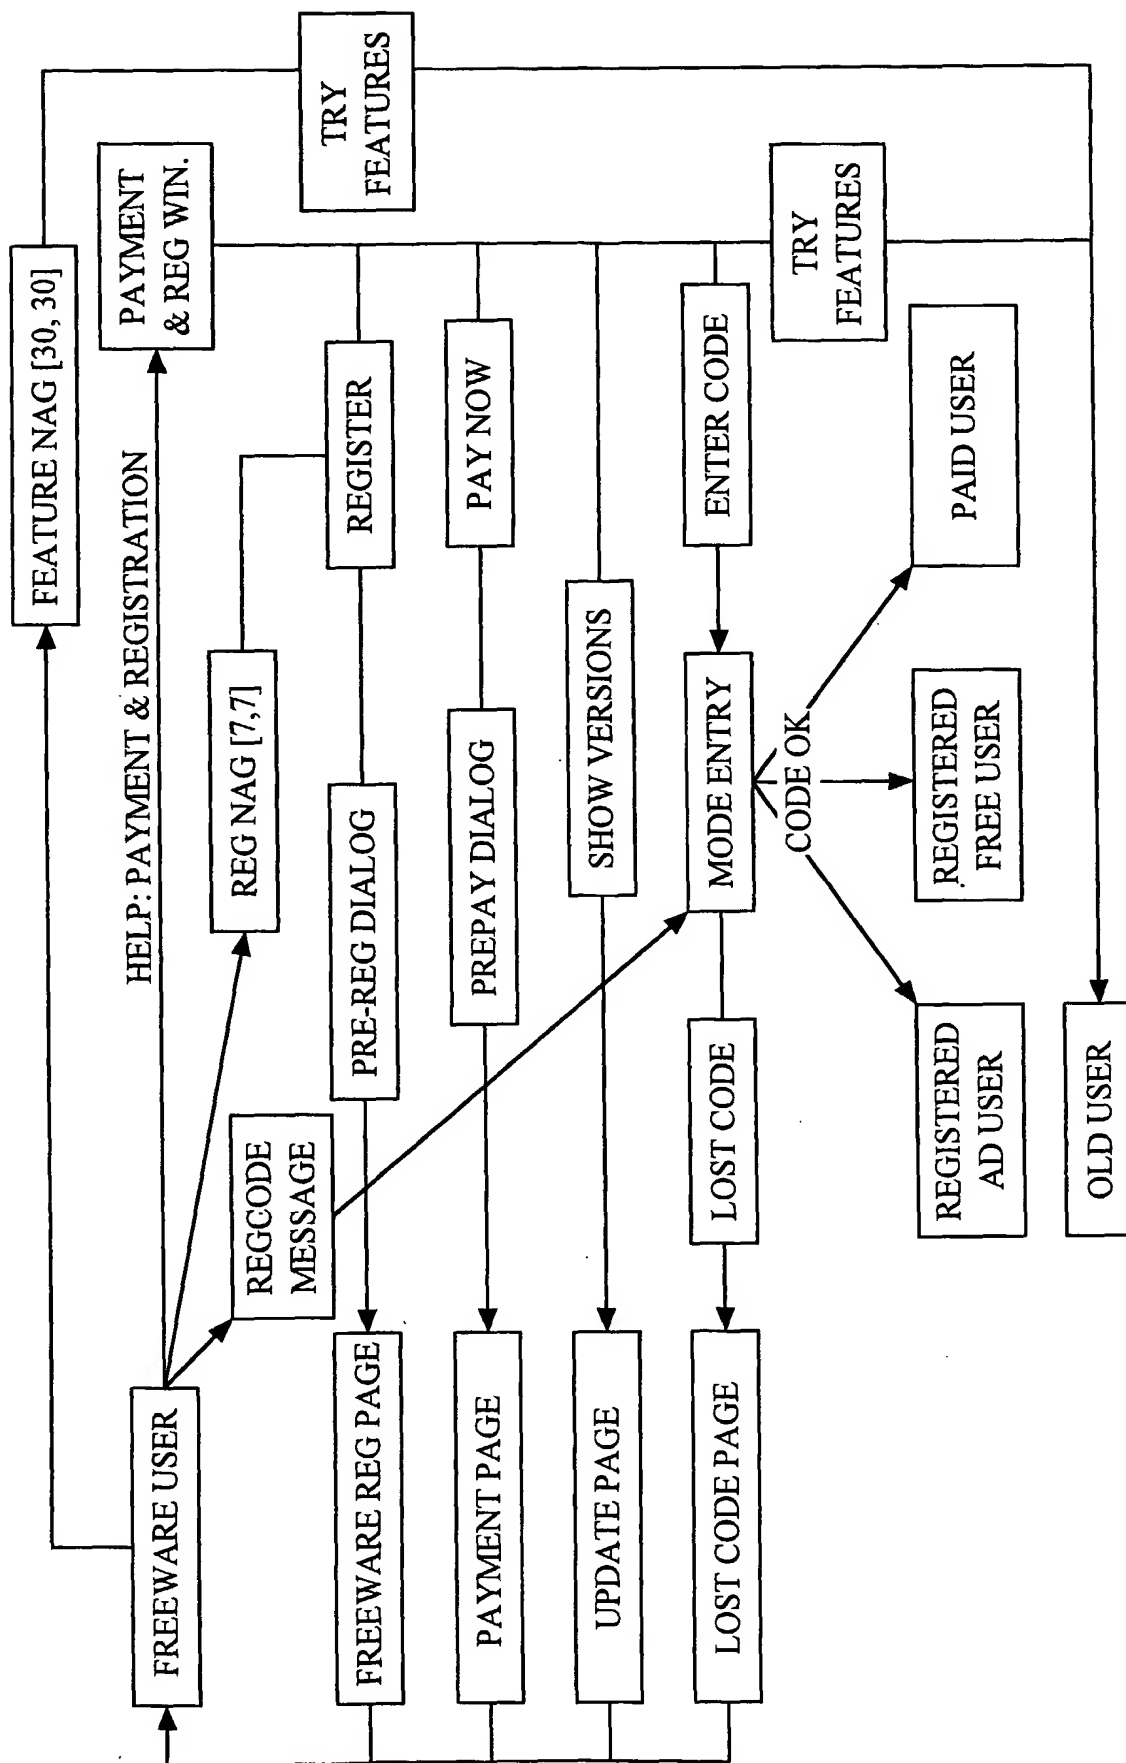 FREEWARE USER
FEATURE NAG [30, 30]
TRY
FEATURES
HELP: PAYMENT & REGISTRATION
PAYMENT
& REG WIN.
REG NAG [7,7]
REGCODE
MESSAGE
FREEWARE REG PAGE
PRE-REG DIALOG
REGISTER
PAYMENT PAGE
PREPAY DIALOG
PAY NOW
UPDATE PAGE
SHOW VERSIONS
LOST CODE PAGE
LOST CODE
MODE ENTRY
ENTER CODE
TRY
FEATURES
CODE OK
REGISTERED
AD USER
REGISTERED
FREE USER
PAID USER
OLD USER